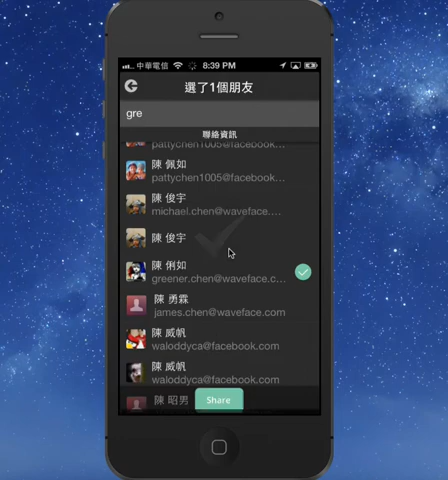 中華電信 8:39 PM
選了1個朋友
gre
聯絡資訊
pattychen1005@facebook...
陳 佩如
pattychen1005@facebook...
陳 俊宇
michael.chen@waveface....
陳 俊宇
陳 俐如
greener.chen@waveface.c...
陳 勇霖
james.chen@waveface.com
陳 威帆
waloddyca@facebook.com
陳 威帆
waloddyca@facebook.com
陳 昭男
Share